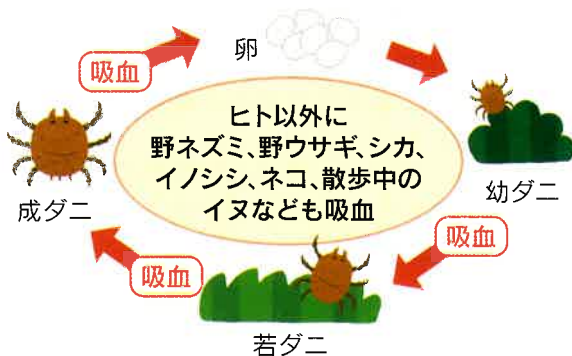 卵
吸血
ヒト以外に
野ネズミ、野ウサギ、シカ、
イノシシ、ネコ、散歩中の
イヌなども吸血
成ダニ
幼ダニ
吸血
吸血
若ダニ